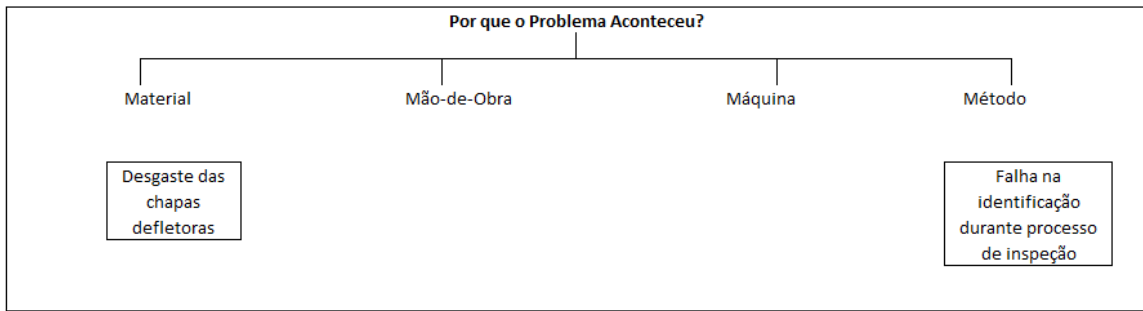 Por que o Problema Aconteceu?
Material
Mão-de-Obra
Máquina
Método
Desgaste das
chapas
defletoras
Falha na
identificação
durante processo
de inspeção